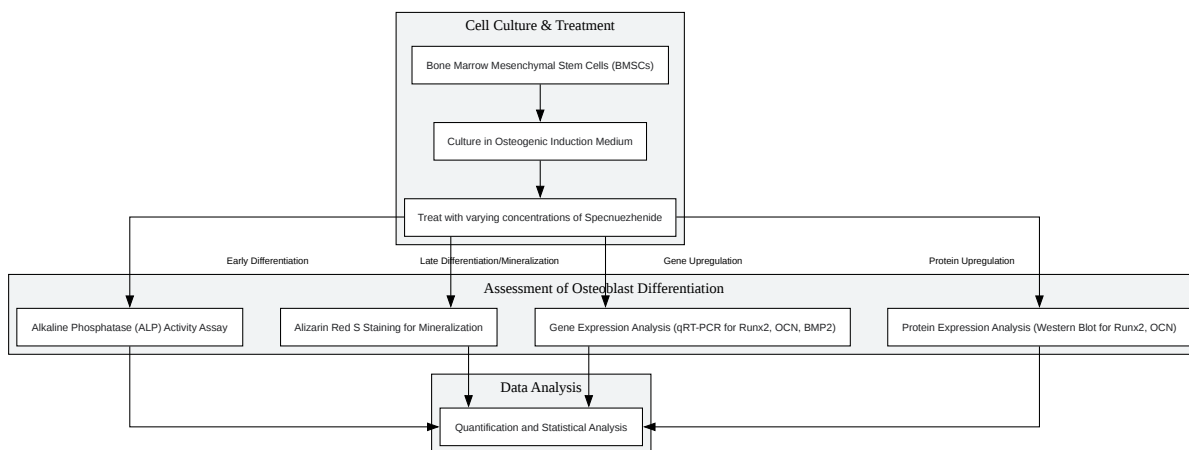 Cell Culture & Treatment
Bone Marrow Mesenchymal Stem Cells (BMSCs)
Culture in Osteogenic Induction Medium
Treat with varying concentrations of Specnuezhenide
Early Differentiation
Late Differentiation/Mineralization
Gene Upregulation
Protein Upregulation
Assessment of Osteoblast Differentiation
Alkaline Phosphatase (ALP) Activity Assay
Alizarin Red S Staining for Mineralization
Gene Expression Analysis (qRT-PCR for Runx2, OCN, BMP2)
Protein Expression Analysis (Western Blot for Runx2, OCN)
Data Analysis
Quantification and Statistical Analysis